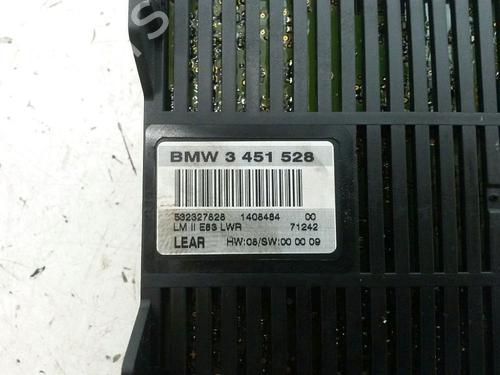 BMW 3 451 528
532327828 1408484 00
LM II E83 LWR 71242
LEAR HW:08/SW:00 00 09